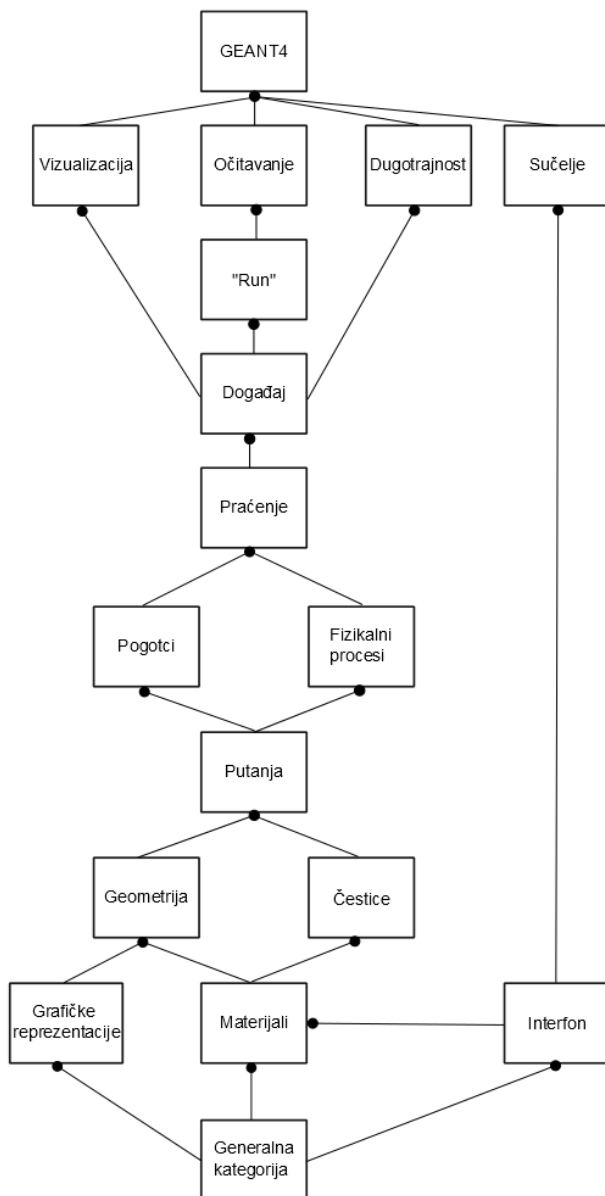 GEANT4
Vizualizacija
Očitavanje
Dugotrajnost
Sučelje
"Run"
Događaj
Praćenje
Pogotci
Fizikalni
procesi
Putanja
Geometrija
Čestice
Grafičke
reprezentacije
Materijali
Interfon
Generalna
kategorija